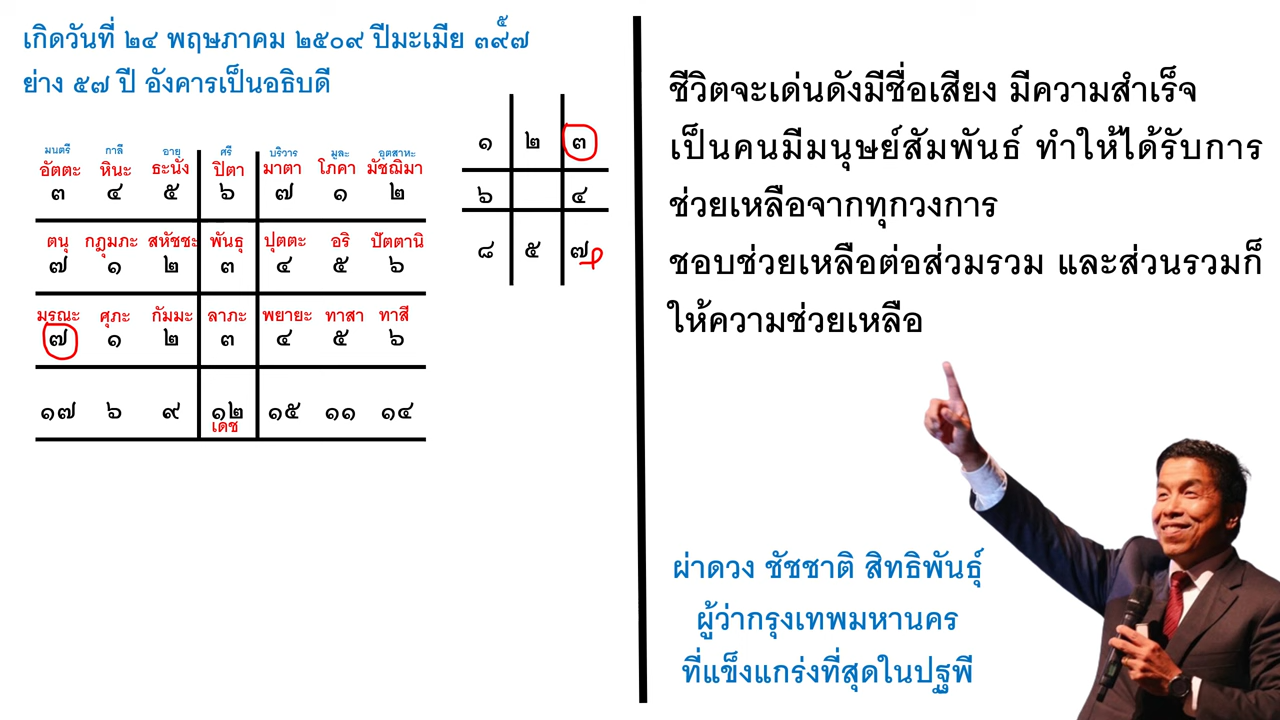 ๕
เกิดวันที่ ๒๔ พฤษภาคม ๒๕๐๙ ปีมะเมีย ๓๙๗
ย่าง ๕๗ ปี อังคารเป็นอธิบดี
มนตรี กาลี อายุ ศรี บริวาร มูละ อุตสาหะ
อัตตะ หินะ ธะนัง ปิตา มาตา โภคา มัชฌิมา
๓ ๔ ๕ ๖ ๗ ๑ ๒
ตนุ กฎุมภะ สหัชชะ พันธุ ปุตตะ อริ ปัตตานิ
๗ ๑ ๒ ๓ ๔ ๕ ๖
มรณะ ศุภะ กัมมะ ลาภะ พยายะ ทาสา ทาสี
๗ ๑ ๒ ๓ ๔ ๕ ๖
๑๗ ๖ ๙ ๑๒ ๑๕ ๑๑ ๑๔
เดช
๑ ๒ ๓
๖ ๔
๘ ๕ ๗
ชีวิตจะเด่นดังมีชื่อเสียง มีความสำเร็จ
เป็นคนมีมนุษย์สัมพันธ์ ทำให้ได้รับการ
ช่วยเหลือจากทุกวงการ
ชอบช่วยเหลือต่อส่วมรวม และส่วนรวมก็
ให้ความช่วยเหลือ
ผ่าดวง ชัชชาติ สิทธิพันธุ์
ผู้ว่ากรุงเทพมหานคร
ที่แข็งแกร่งที่สุดในปฐพี